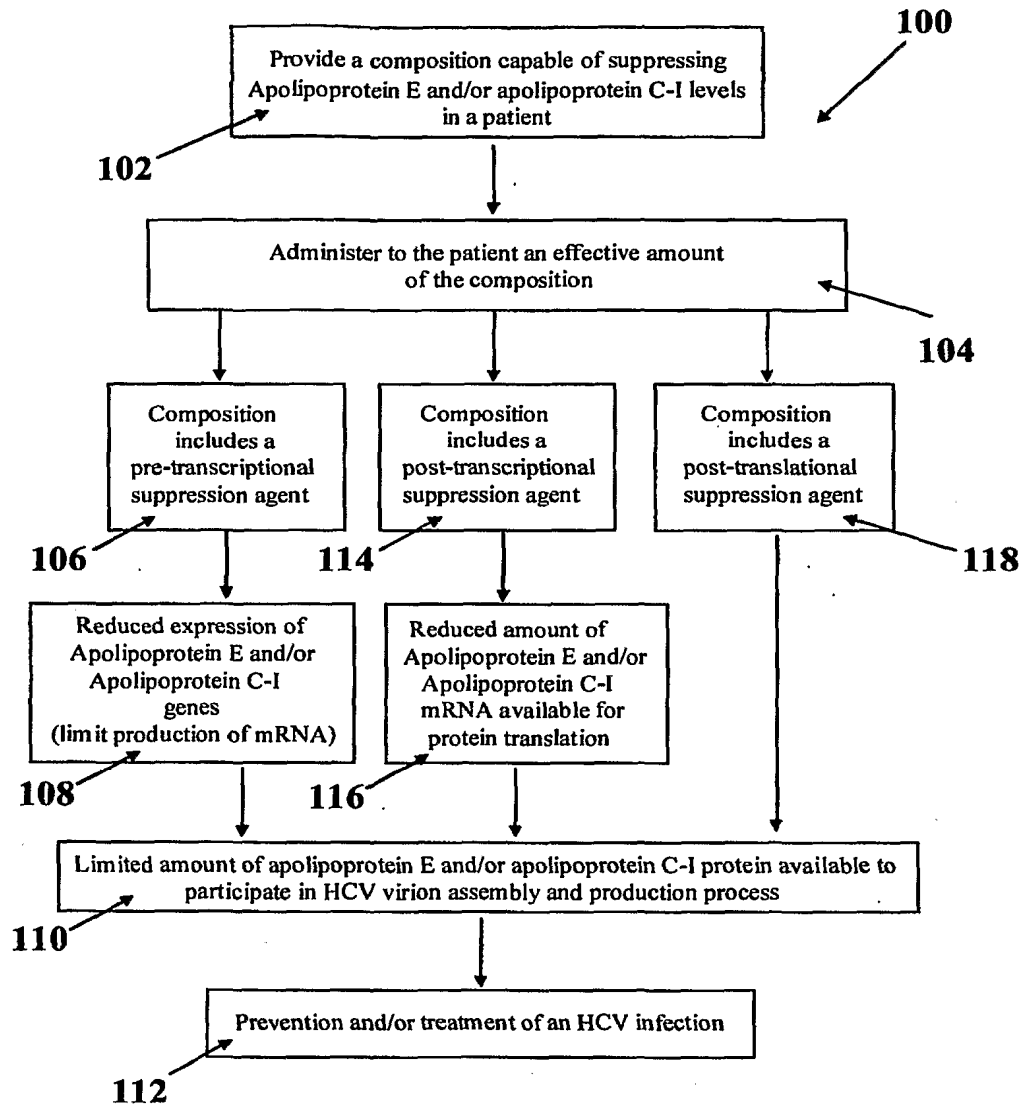 100
Provide a composition capable of suppressing
Apolipoprotein E and/or apolipoprotein C-I levels
in a patient
102
Administer to the patient an effective amount
of the composition
104
Composition
includes a
pre-transcriptional
suppression agent
106
Composition
includes a
post-transcriptional
suppression agent
114
Composition
includes a
post-translational
suppression agent
118
Reduced expression of
Apolipoprotein E and/or
Apolipoprotein C-I
genes
(limit production of mRNA)
108
Reduced amount of
Apolipoprotein E and/or
Apolipoprotein C-I
mRNA available for
protein translation
116
Limited amount of apolipoprotein E and/or apolipoprotein C-I protein available to
participate in HCV virion assembly and production process
110
Prevention and/or treatment of an HCV infection
112